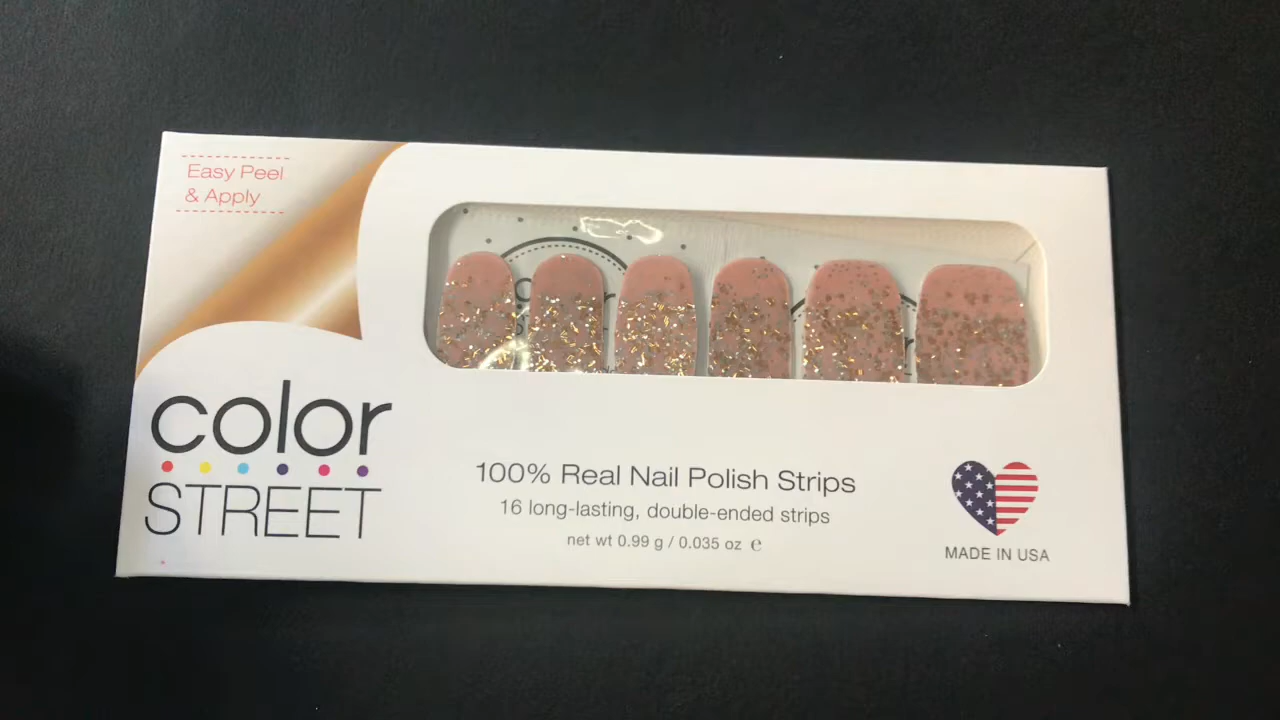 Easy Peel
& Apply
color
STREET
100% Real Nail Polish Strips
16 long-lasting, double-ended strips
net wt 0.99 g / 0.035 oz ℮
MADE IN USA